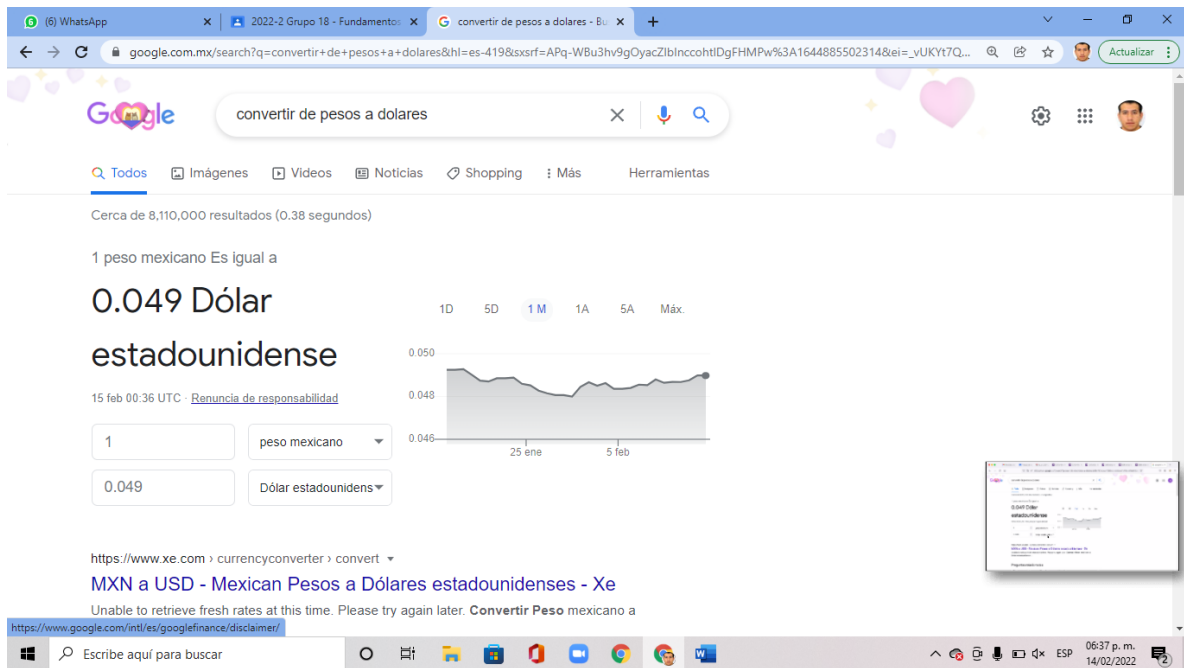 (6) WhatsApp
2022-2 Grupo 18 - Fundamentos
convertir de pesos a dolares - Bu
google.com.mx/search?q=convertir+de+pesos+a+dolares&hl=es-419&sxsrf=APq-WBu3hv9gOyacZIbInccohtIDgFHMPw%3A1644885502314&ei=_vUKYt7Q...
Actualizar
Google
convertir de pesos a dolares
Todos
Imágenes
Videos
Noticias
Shopping
Más
Herramientas
Cerca de 8,110,000 resultados (0.38 segundos)
1 peso mexicano Es igual a
0.049 Dólar
estadounidense
15 feb 00:36 UTC · Renuncia de responsabilidad
1
peso mexicano
0.049
Dólar estadounidens
1D 5D 1 M 1A 5A Máx.
0.050
0.048
0.046
25 ene 5 feb
https://www.xe.com › currencyconverter › convert
MXN a USD - Mexican Pesos a Dólares estadounidenses - Xe
Unable to retrieve fresh rates at this time. Please try again later. Convertir Peso mexicano a
https://www.google.com/intl/es/googlefinance/disclaimer/
0.049 Dólar
estadounidense
Escribe aquí para buscar
ESP
06:37 p. m.
14/02/2022
2